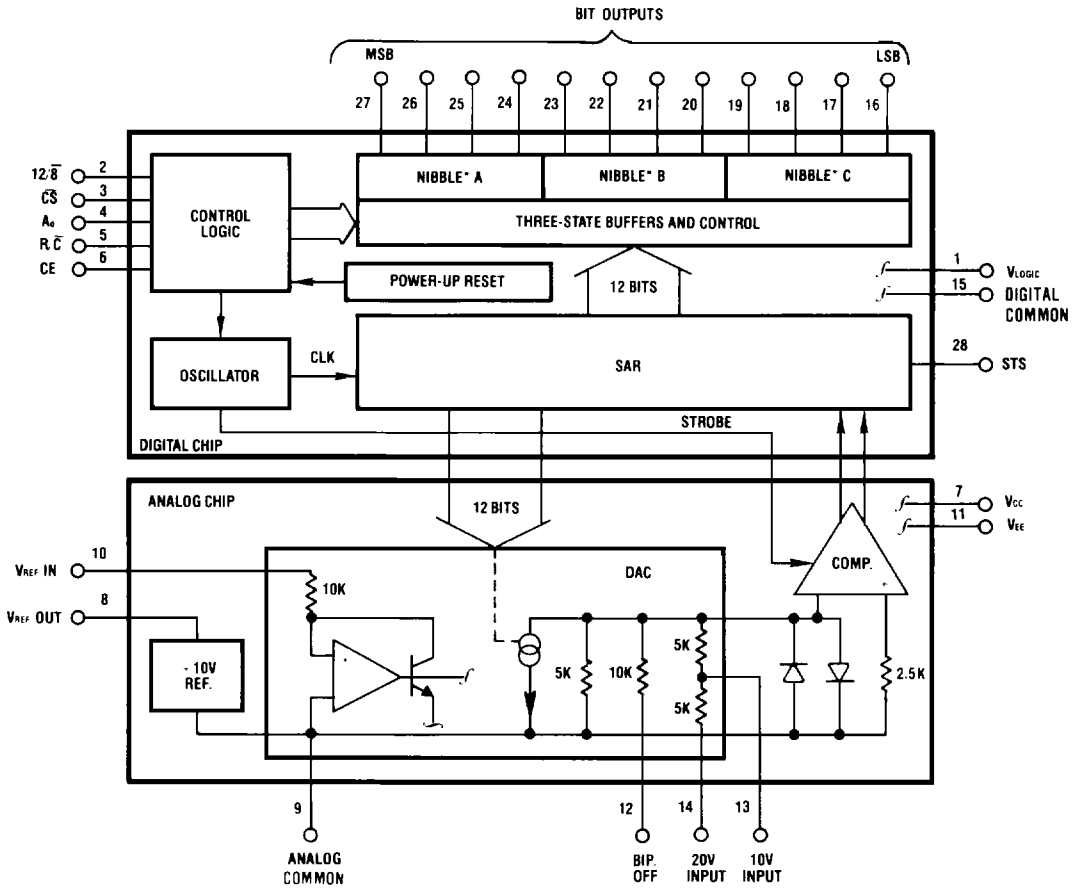 BIT OUTPUTS
MSB LSB
27 26 25 24 23 22 21 20 19 18 17 16
12/8̅ 2
C̅S̅ 3
A₀ 4
R/C̅ 5
CE 6
CONTROL
LOGIC
NIBBLE* A NIBBLE* B NIBBLE* C
THREE-STATE BUFFERS AND CONTROL
POWER-UP RESET
12 BITS
1 VLOGIC
15 DIGITAL
COMMON
OSCILLATOR
CLK
SAR
28 STS
STROBE
DIGITAL CHIP
ANALOG CHIP
12 BITS
7 VCC
11 VEE
COMP.
+
10
VREF IN
8
VREF OUT
10K
DAC
+
- 10V
REF.
5K
10K
5K
5K
2.5K
9
ANALOG
COMMON
12
BIP.
OFF
14
20V
INPUT
13
10V
INPUT